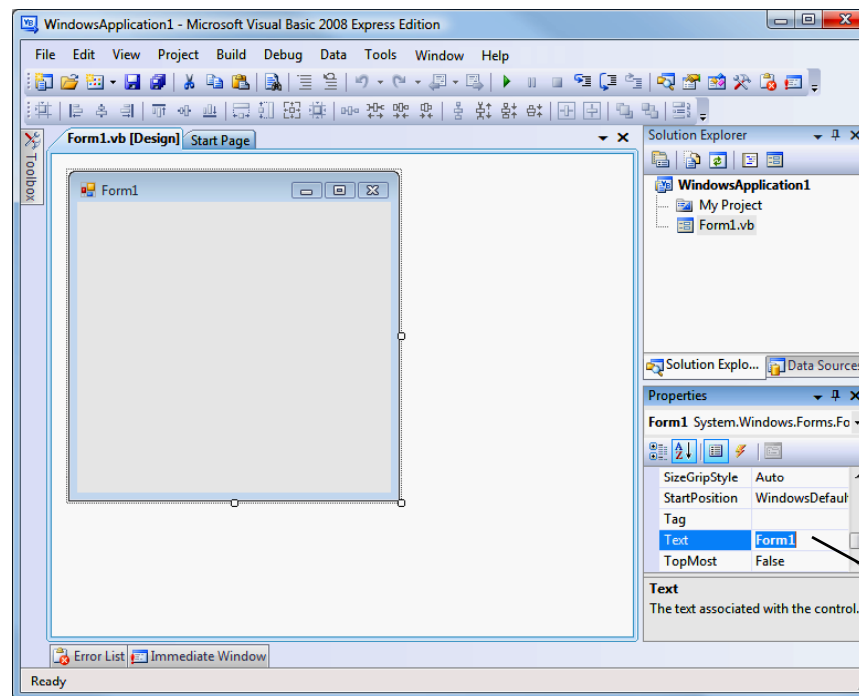 WindowsApplication1 - Microsoft Visual Basic 2008 Express Edition
File Edit View Project Build Debug Data Tools Window Help
Form1.vb [Design] Start Page
Toolbox
Form1
Solution Explorer
WindowsApplication1
My Project
Form1.vb
Solution Explo... Data Sources
Properties
Form1 System.Windows.Forms.Fo
SizeGripStyle Auto
StartPosition WindowsDefault
Tag
Text Form1
TopMost False
Text
The text associated with the control.
Error List Immediate Window
Ready